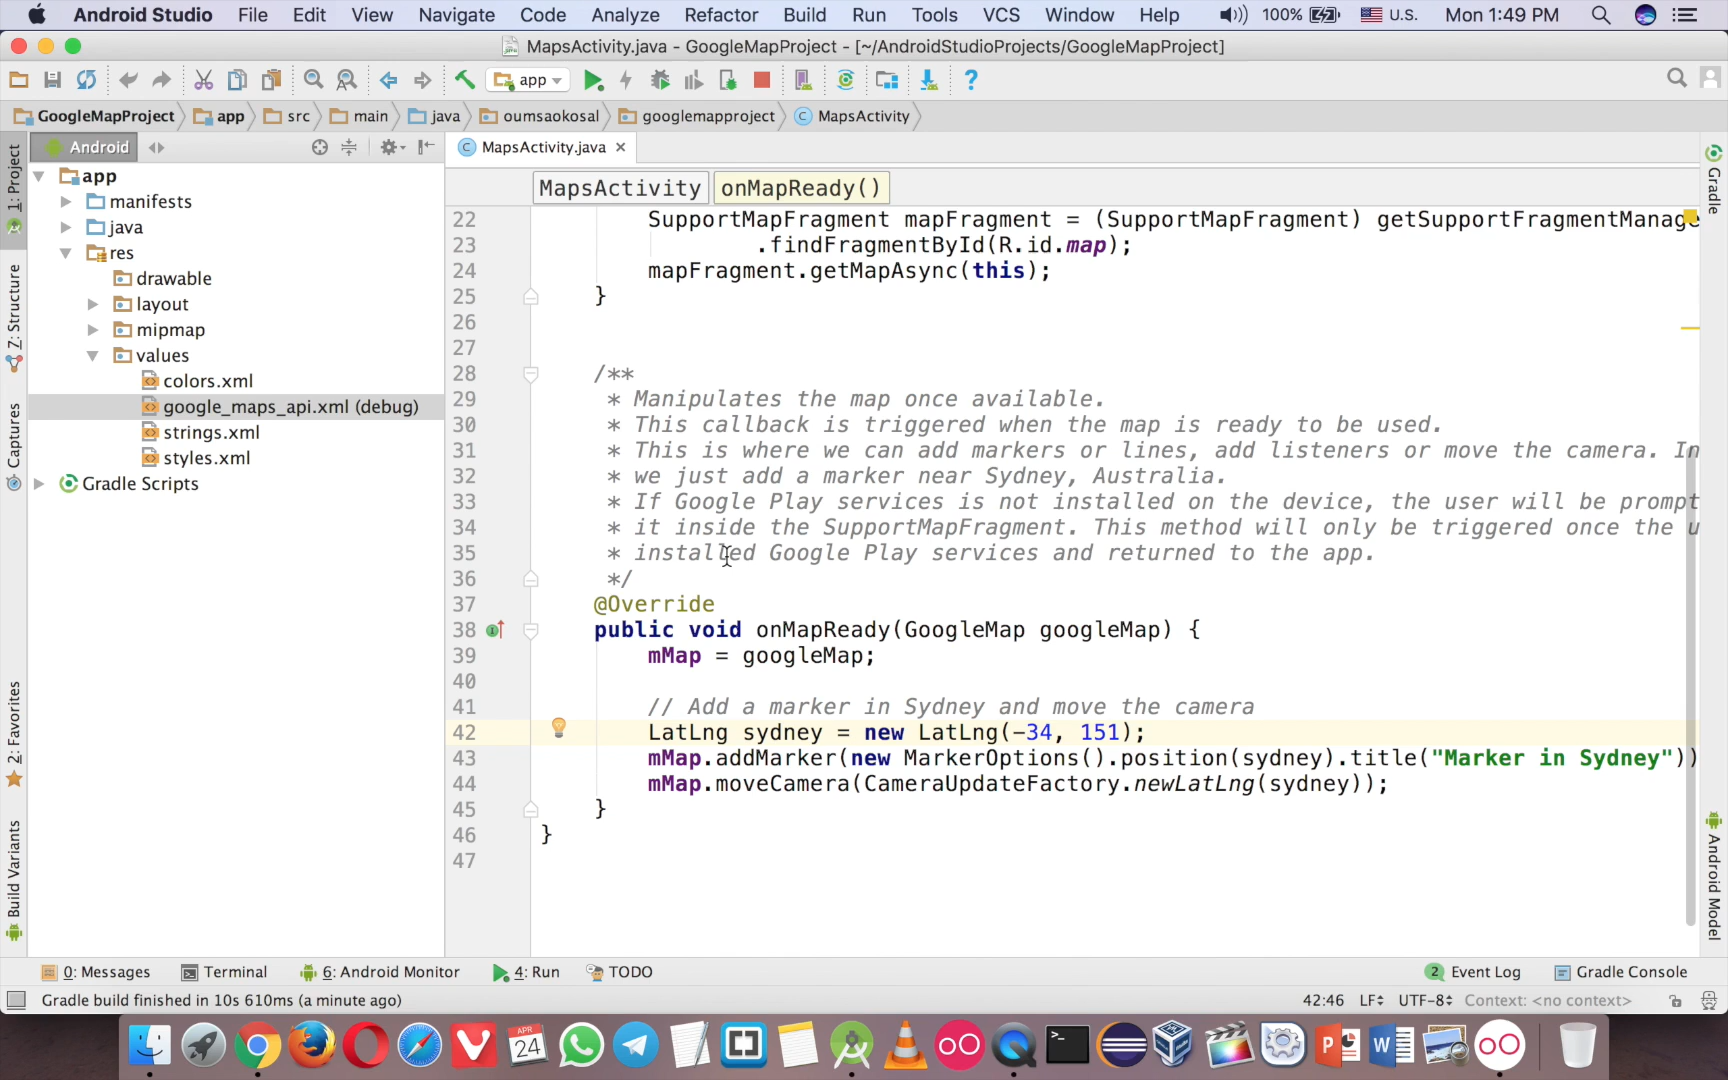 Android Studio File Edit View Navigate Code Analyze Refactor Build Run Tools VCS Window Help 100% U.S. Mon 1:49 PM
MapsActivity.java - GoogleMapProject - [~/AndroidStudioProjects/GoogleMapProject]
app
GoogleMapProject app src main java oumsaokosal googlemapproject MapsActivity
Android
MapsActivity.java
MapsActivity onMapReady()
1: Project
Z: Structure
Captures
2: Favorites
Build Variants
app
manifests
java
res
drawable
layout
mipmap
values
colors.xml
google_maps_api.xml (debug)
strings.xml
styles.xml
Gradle Scripts
22 SupportMapFragment mapFragment = (SupportMapFragment) getSupportFragmentManage
23 .findFragmentById(R.id.map);
24 mapFragment.getMapAsync(this);
25 }
26
27
28 /**
29 * Manipulates the map once available.
30 * This callback is triggered when the map is ready to be used.
31 * This is where we can add markers or lines, add listeners or move the camera. In
32 * we just add a marker near Sydney, Australia.
33 * If Google Play services is not installed on the device, the user will be prompt
34 * it inside the SupportMapFragment. This method will only be triggered once the u
35 * installed Google Play services and returned to the app.
36 */
37 @Override
38 public void onMapReady(GoogleMap googleMap) {
39 mMap = googleMap;
40
41 // Add a marker in Sydney and move the camera
42 LatLng sydney = new LatLng(-34, 151);
43 mMap.addMarker(new MarkerOptions().position(sydney).title("Marker in Sydney"))
44 mMap.moveCamera(CameraUpdateFactory.newLatLng(sydney));
45 }
46 }
47
Gradle
Android Model
0: Messages Terminal 6: Android Monitor 4: Run TODO 2 Event Log Gradle Console
Gradle build finished in 10s 610ms (a minute ago) 42:46 LF UTF-8 Context: <no context>
APR
24